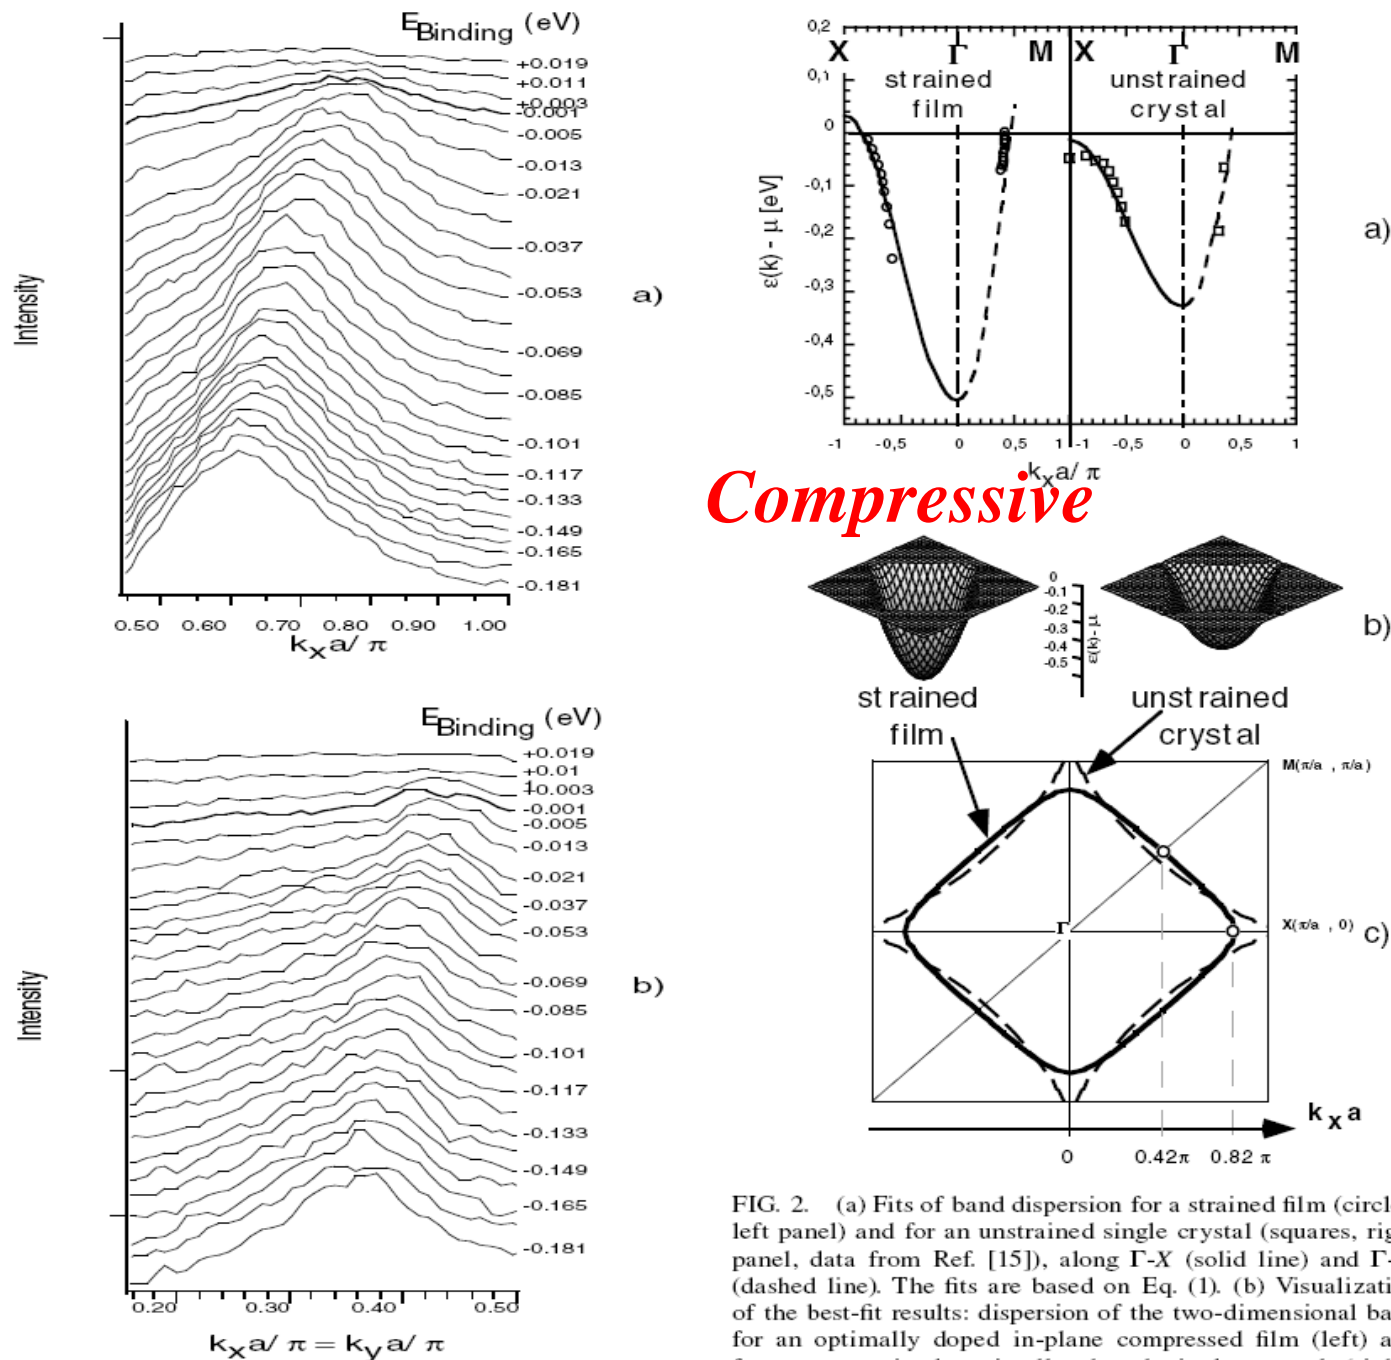 E Binding (eV)
+0.019
+0.011
+0.003
-0.001
-0.005
-0.013
-0.021
-0.037
-0.053
-0.069
-0.085
-0.101
-0.117
-0.133
-0.149
-0.165
-0.181
Intensity
a)
0.50 0.60 0.70 0.80 0.90 1.00
k x a/ π
E Binding (eV)
+0.019
+0.01
1
+0.003
-0.001
-0.005
-0.013
-0.021
-0.037
-0.053
-0.069
-0.085
-0.101
-0.117
-0.133
-0.149
-0.165
-0.181
Intensity
b)
0.20 0.30 0.40 0.50
k x a/ π = k y a/ π
0,2
0,1
0
-0,1
-0,2
-0,3
-0,4
-0,5
ε(k) - μ [eV]
X Γ M X Γ M
strained
film
unstrained
crystal
a)
-1 -0,5 0 0,5 1 -1 -0,5 0 0,5 1
k x a/ π
Compressive
0
-0.1
-0.2
-0.3
-0.4
-0.5
ε(k)- μ
b)
strained
film
unstrained
crystal
M(π/a , π/a)
X(π/a , 0)
Γ
c)
k x a
0 0.42π 0.82 π
FIG. 2. (a) Fits of band dispersion for a strained film (circl
left panel) and for an unstrained single crystal (squares, rig
panel, data from Ref. [15]), along Γ-X (solid line) and Γ-
(dashed line). The fits are based on Eq. (1). (b) Visualizati
of the best-fit results: dispersion of the two-dimensional ba
for an optimally doped in-plane compressed film (left) a